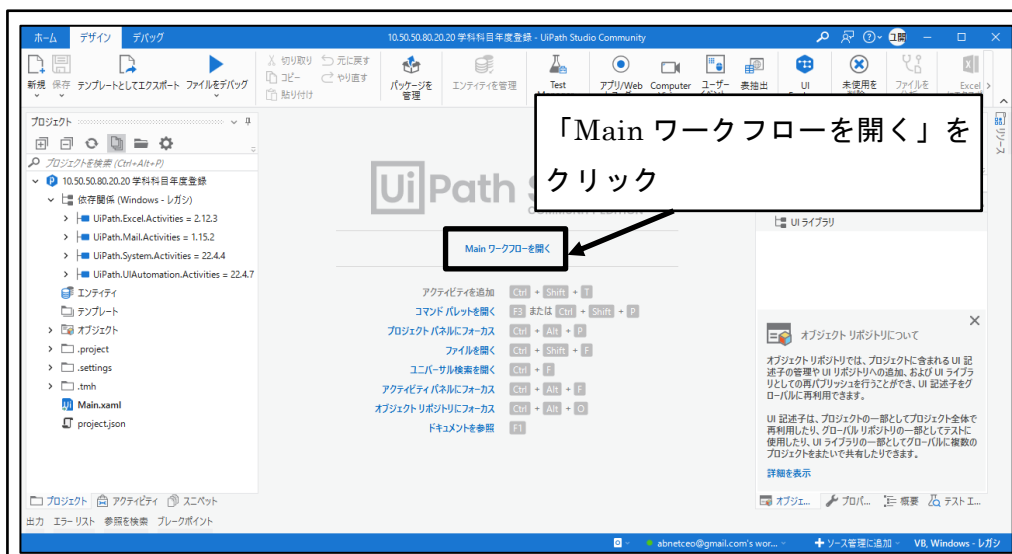 ホーム デザイン デバッグ 10.50.50.80.20.20 学科科目年度登録 - UiPath Studio Community
新規 保存 テンプレートとしてエクスポート ファイルをデバッグ
切り取り 元に戻す
コピー やり直す
貼り付け
パッケージを管理 エンティティを管理 Test アプリ/Web Computer ユーザー 表抽出 UI 未使用を ファイルを Excel
「Main ワークフローを開く」を
クリック
プロジェクト
プロジェクトを検索 (Ctrl+Alt+P)
10.50.50.80.20.20 学科科目年度登録
依存関係 (Windows - レガシ)
UiPath.Excel.Activities = 2.12.3
UiPath.Mail.Activities = 1.15.2
UiPath.System.Activities = 22.4.4
UiPath.UIAutomation.Activities = 22.4.7
エンティティ
テンプレート
オブジェクト
.project
.settings
.tmh
Main.xaml
project.json
UiPath
Main ワークフローを開く
アクティビティを追加 Ctrl + Shift + T
コマンド パレットを開く F3 または Ctrl + Shift + P
プロジェクト パネルにフォーカス Ctrl + Alt + P
ファイルを開く Ctrl + Shift + F
ユニバーサル検索を開く Ctrl + F
アクティビティ パネルにフォーカス Ctrl + Alt + F
オブジェクト リポジトリにフォーカス Ctrl + Alt + O
ドキュメントを参照 F1
リソース
UI ライブラリ
オブジェクト リポジトリについて
オブジェクト リポジトリでは、プロジェクトに含まれる UI 記
述子の管理や UI リポジトリへの追加、および UI ライブラ
リとしての再パブリッシュを行うことができ、UI 記述子をグ
ローバルに再利用できます。
UI 記述子は、プロジェクトの一部としてプロジェクト全体で
再利用したり、グローバル リポジトリの一部としてテストに
使用したり、UI ライブラリの一部としてグローバルに複数の
プロジェクトをまたいで共有したりできます。
詳細を表示
プロジェクト アクティビティ スニペット オブジェ... プロパ... 概要 テスト エ...
出力 エラー リスト 参照を検索 ブレークポイント
abnetceo@gmail.com's wor... ソース管理に追加 VB, Windows - レガシ